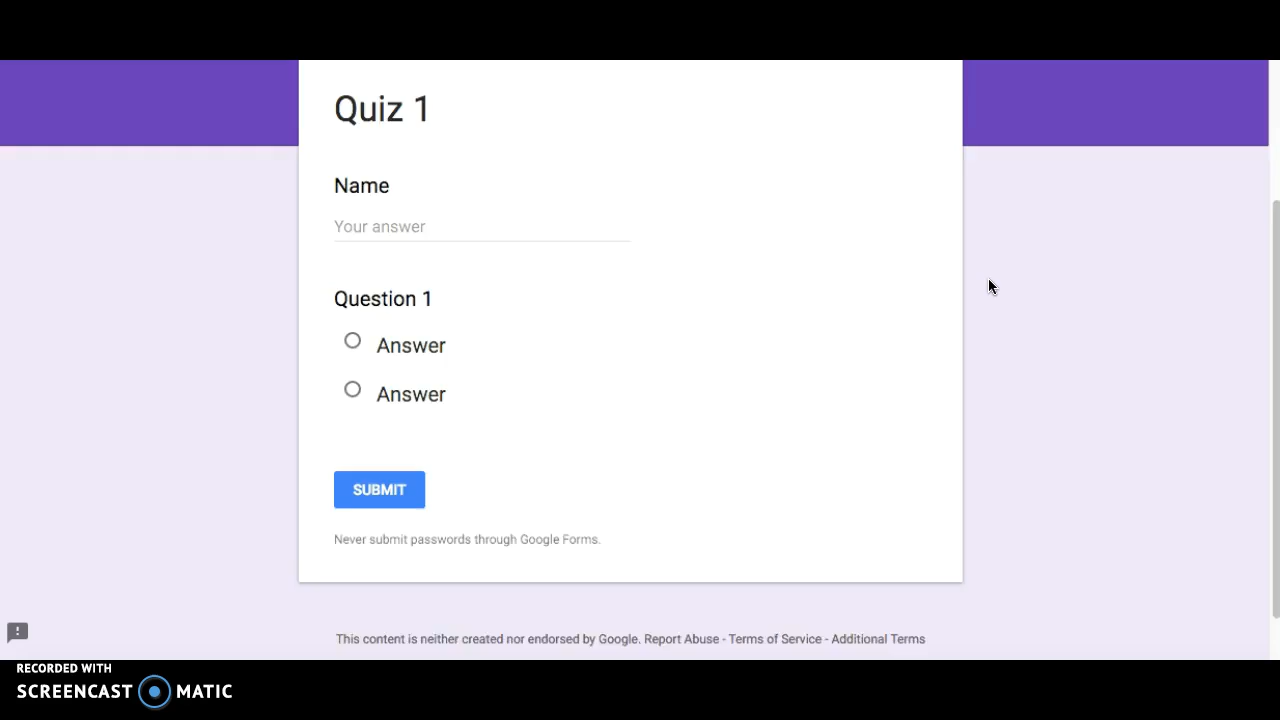 Quiz 1
Name
Your answer
Question 1
Answer
Answer
SUBMIT
Never submit passwords through Google Forms.
This content is neither created nor endorsed by Google. Report Abuse - Terms of Service - Additional Terms
RECORDED WITH
SCREENCAST MATIC